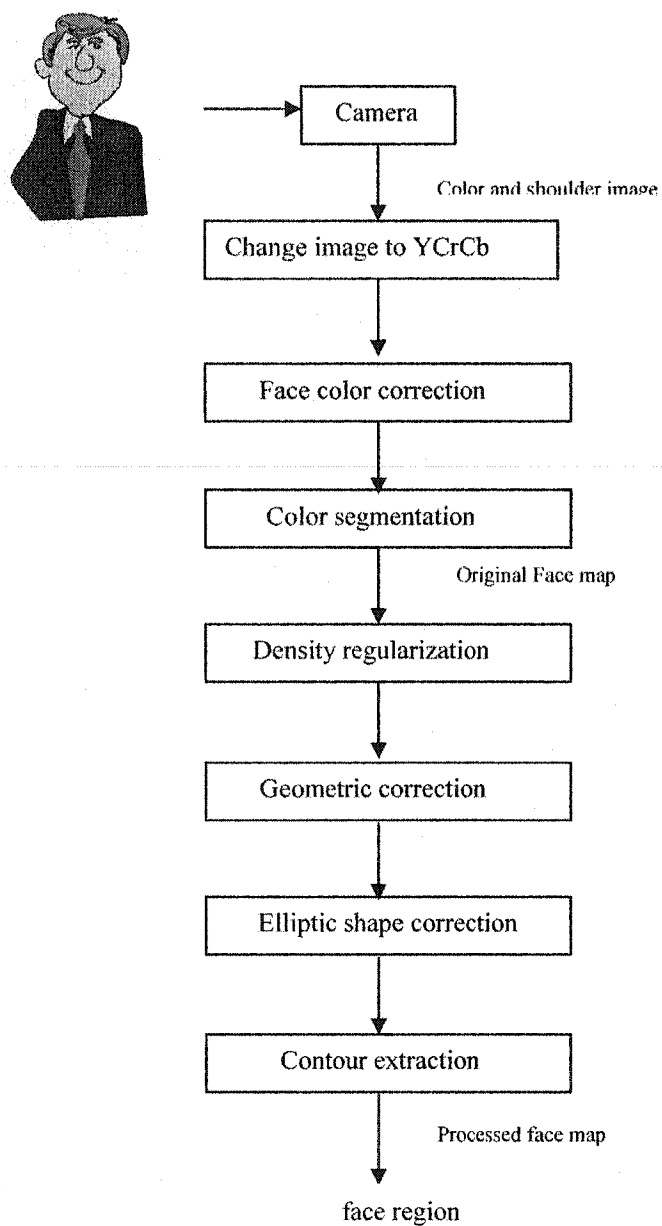 Camera
Color and shoulder image
Change image to YCrCb
Face color correction
Color segmentation
Original Face map
Density regularization
Geometric correction
Elliptic shape correction
Contour extraction
Processed face map
face region